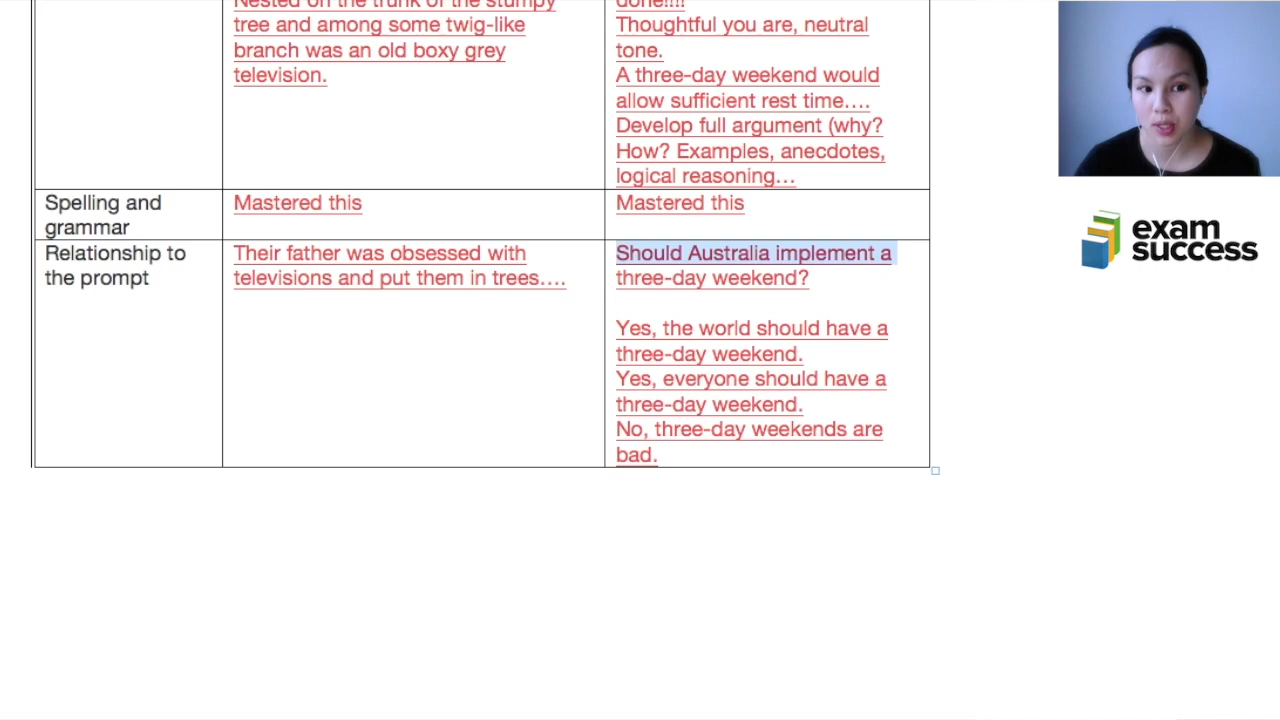 Nested on the trunk of the stumpy
tree and among some twig-like
branch was an old boxy grey
television.
done!!!!
Thoughtful you are, neutral
tone.
A three-day weekend would
allow sufficient rest time….
Develop full argument (why?
How? Examples, anecdotes,
logical reasoning…
Spelling and
grammar
Mastered this
Mastered this
Relationship to
the prompt
Their father was obsessed with
televisions and put them in trees….
Should Australia implement a
three-day weekend?
Yes, the world should have a
three-day weekend.
Yes, everyone should have a
three-day weekend.
No, three-day weekends are
bad.
exam
success